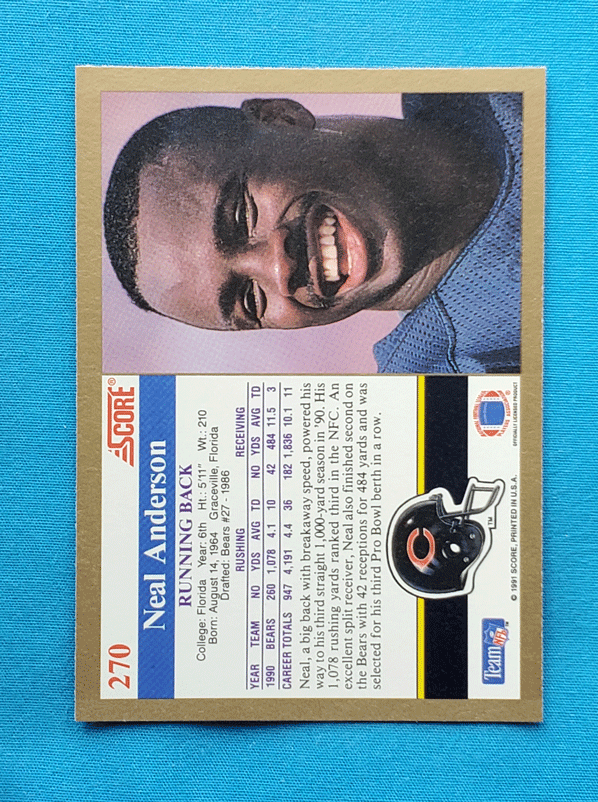 270
SCORE®
Neal Anderson
RUNNING BACK
College: Florida Year: 6th Ht.: 5'11" Wt.: 210
Born: August 14, 1964 Graceville, Florida
Drafted: Bears #27 - 1986
RUSHING RECEIVING
YEAR TEAM NO YDS AVG TD NO YDS AVG TD
1990 BEARS 260 1,078 4.1 10 42 484 11.5 3
CAREER TOTALS 947 4,191 4.4 36 182 1,836 10.1 11
Neal, a big back with breakaway speed, powered his
way to his third straight 1,000-yard season in '90. His
1,078 rushing yards ranked third in the NFC. An
excellent split receiver, Neal also finished second on
the Bears with 42 receptions for 484 yards and was
selected for his third Pro Bowl berth in a row.
C
TM
Team NFL™
© 1991 SCORE, PRINTED IN U.S.A.
OFFICIALLY LICENSED PRODUCT